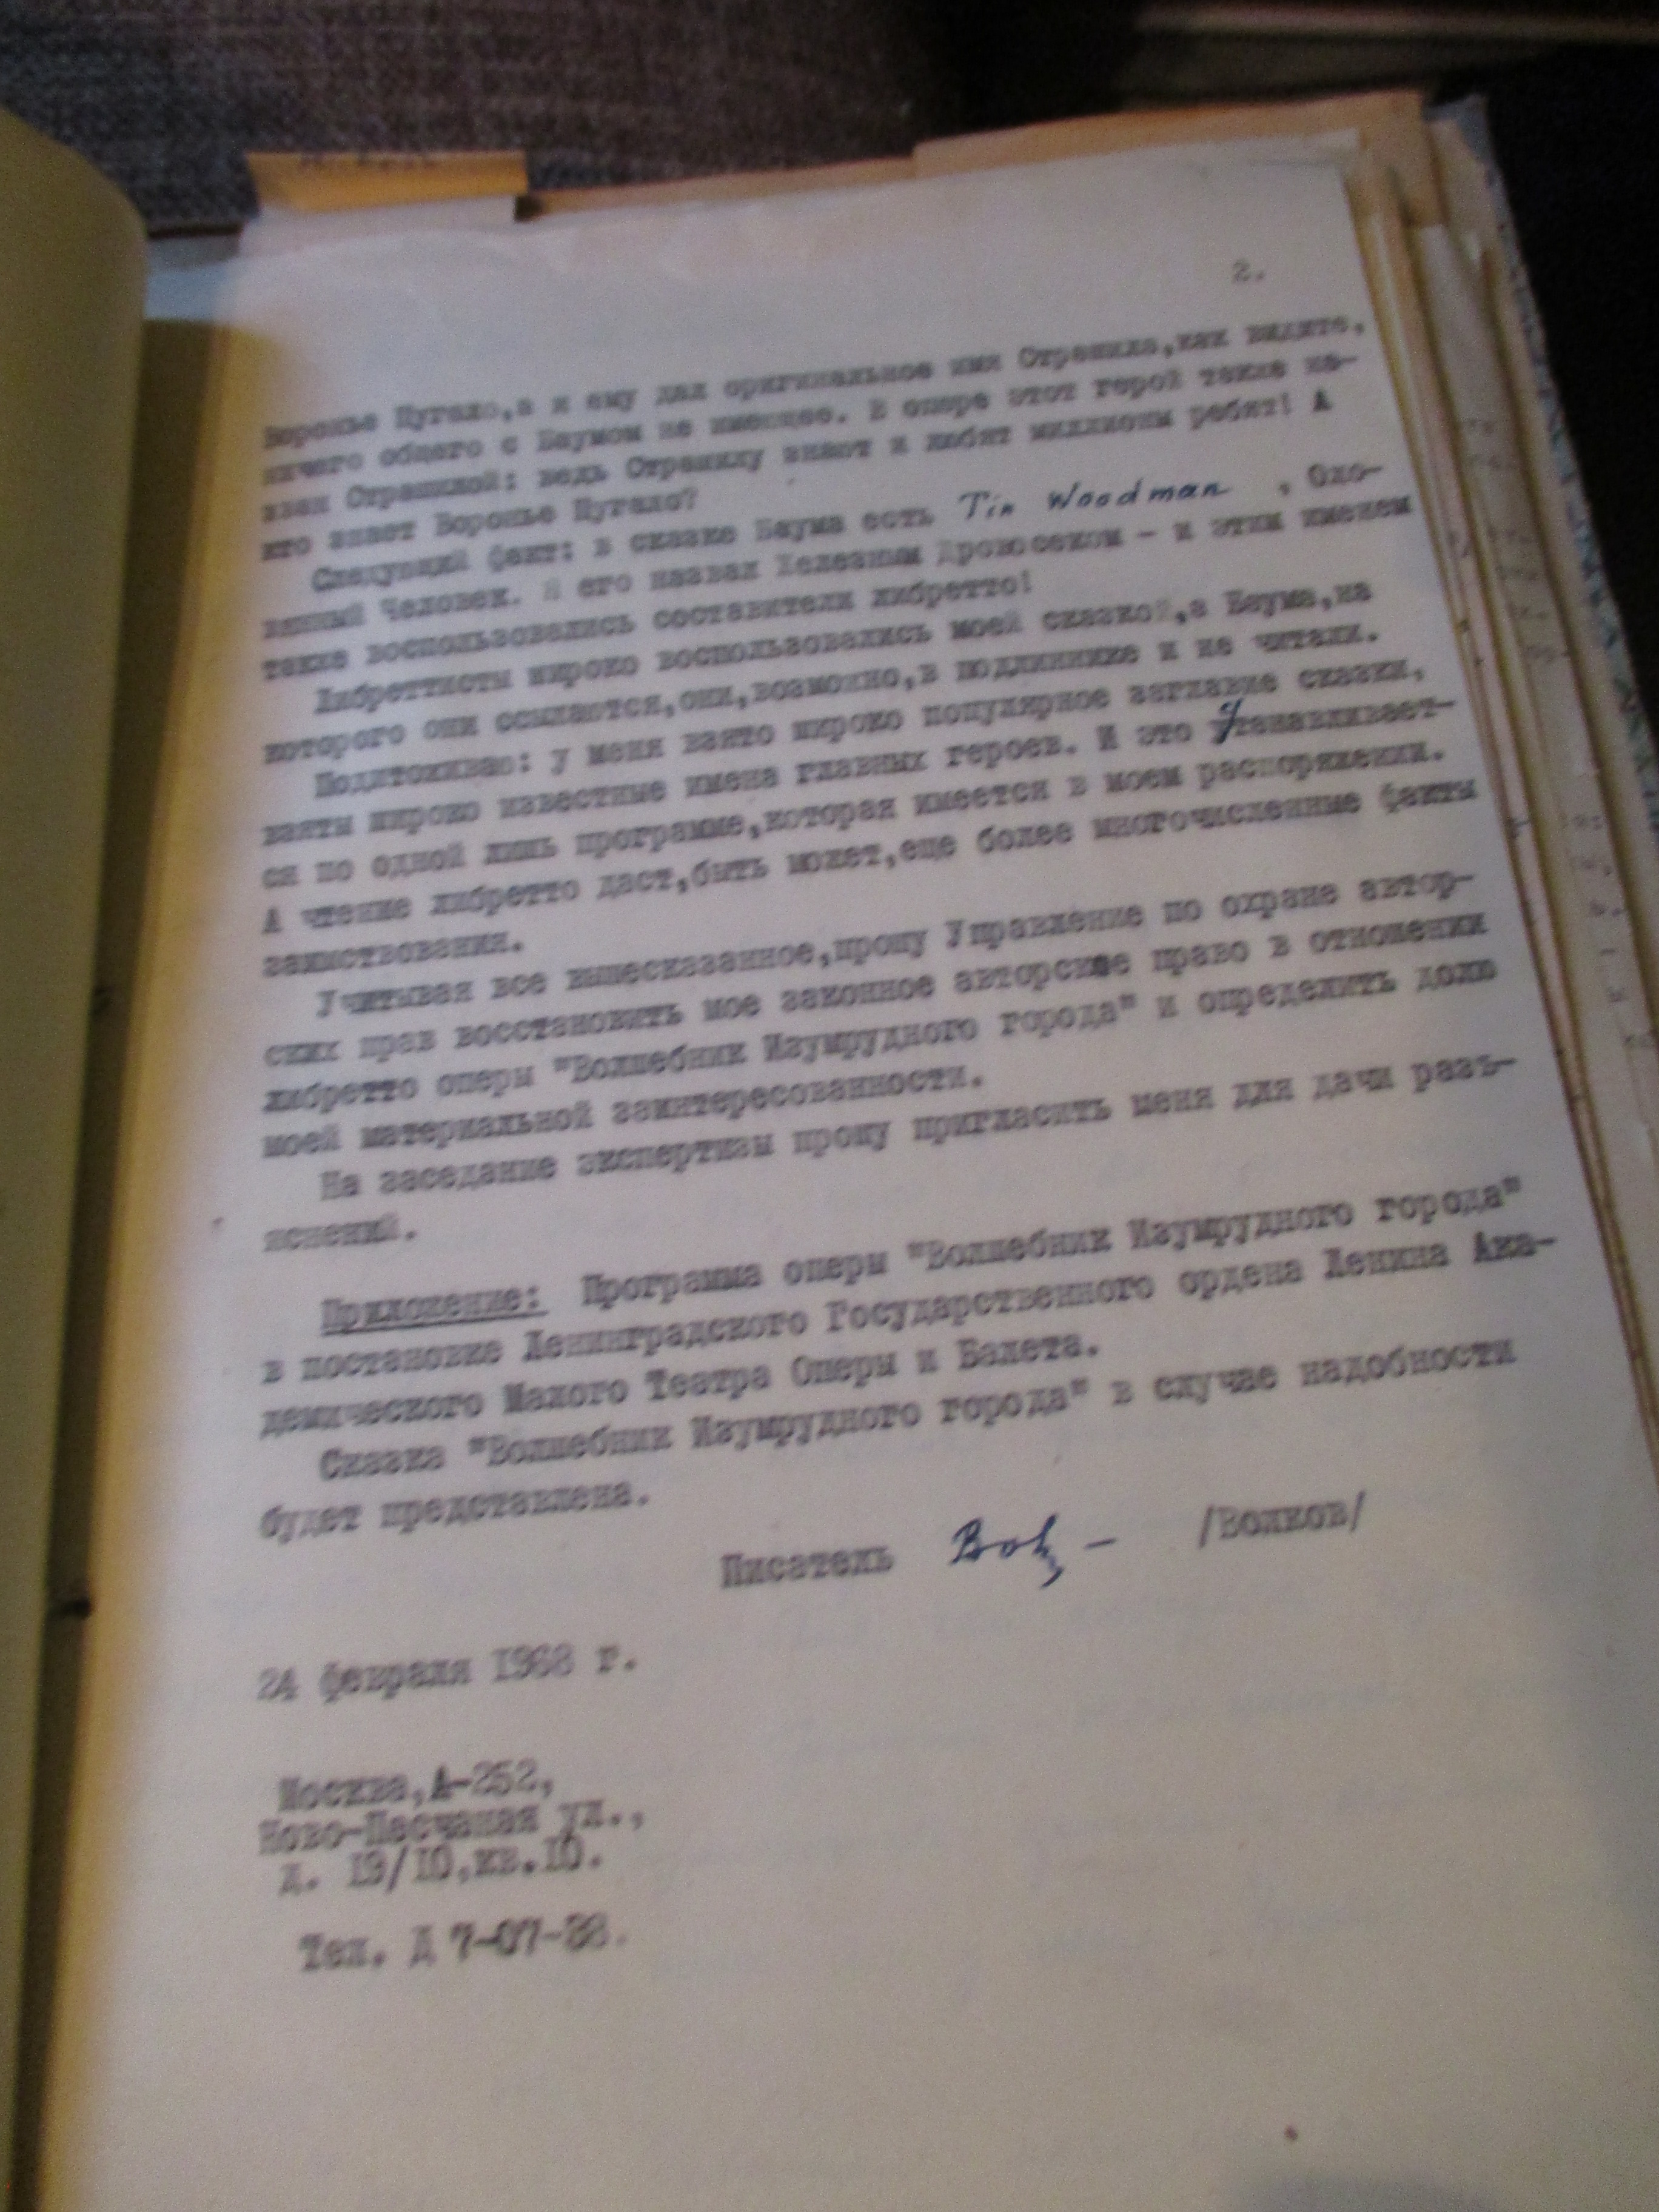 2.
Воронье Пугало,а я ему дал оригинальное имя Страшила,как видите,
ничего общего с Баумом не имеющее. В опере этот герой также на-
зван Страшилой: ведь Страшилу знают и любят миллионы ребят! А
кто знает Воронье Пугало?
Следующий факт: в сказке Баума есть Tin Woodman , Оло-
вянный Человек. Я его назвал Железным Дровосеком - и этим именем
также воспользовались составители либретто!
Либреттисты широко воспользовались моей сказкой,а Баума,на
которого они ссылаются,они,возможно,в подлиннике и не читали.
Подитоживаю: у меня взято широко популярное заглавие сказки,
взяты широко известные имена главных героев. И это устанавливает-
ся по одной лишь программе,которая имеется в моем распоряжении.
А чтение либретто даст,быть может,еще более многочисленные факты
заимствования.
Учитывая все вышесказанное,прошу Управление по охране автор-
ских прав восстановить мое законное авторское право в отношении
либретто оперы "Волшебник Изумрудного города" и определить долю
моей материальной заинтересованности.
На заседание экспертизы прошу пригласить меня для дачи разъ-
яснений.
Приложение: Программа оперы "Волшебник Изумрудного города"
в постановке Ленинградского Государственного ордена Ленина Ака-
демического Малого Театра Оперы и Балета.
Сказка "Волшебник Изумрудного города" в случае надобности
будет представлена.
Писатель Волк /Волков/
24 февраля 1968 г.
Москва,А-252,
Ново-Песчаная ул.,
д. 19/10,кв.10.
Тел. Д 7-07-38.